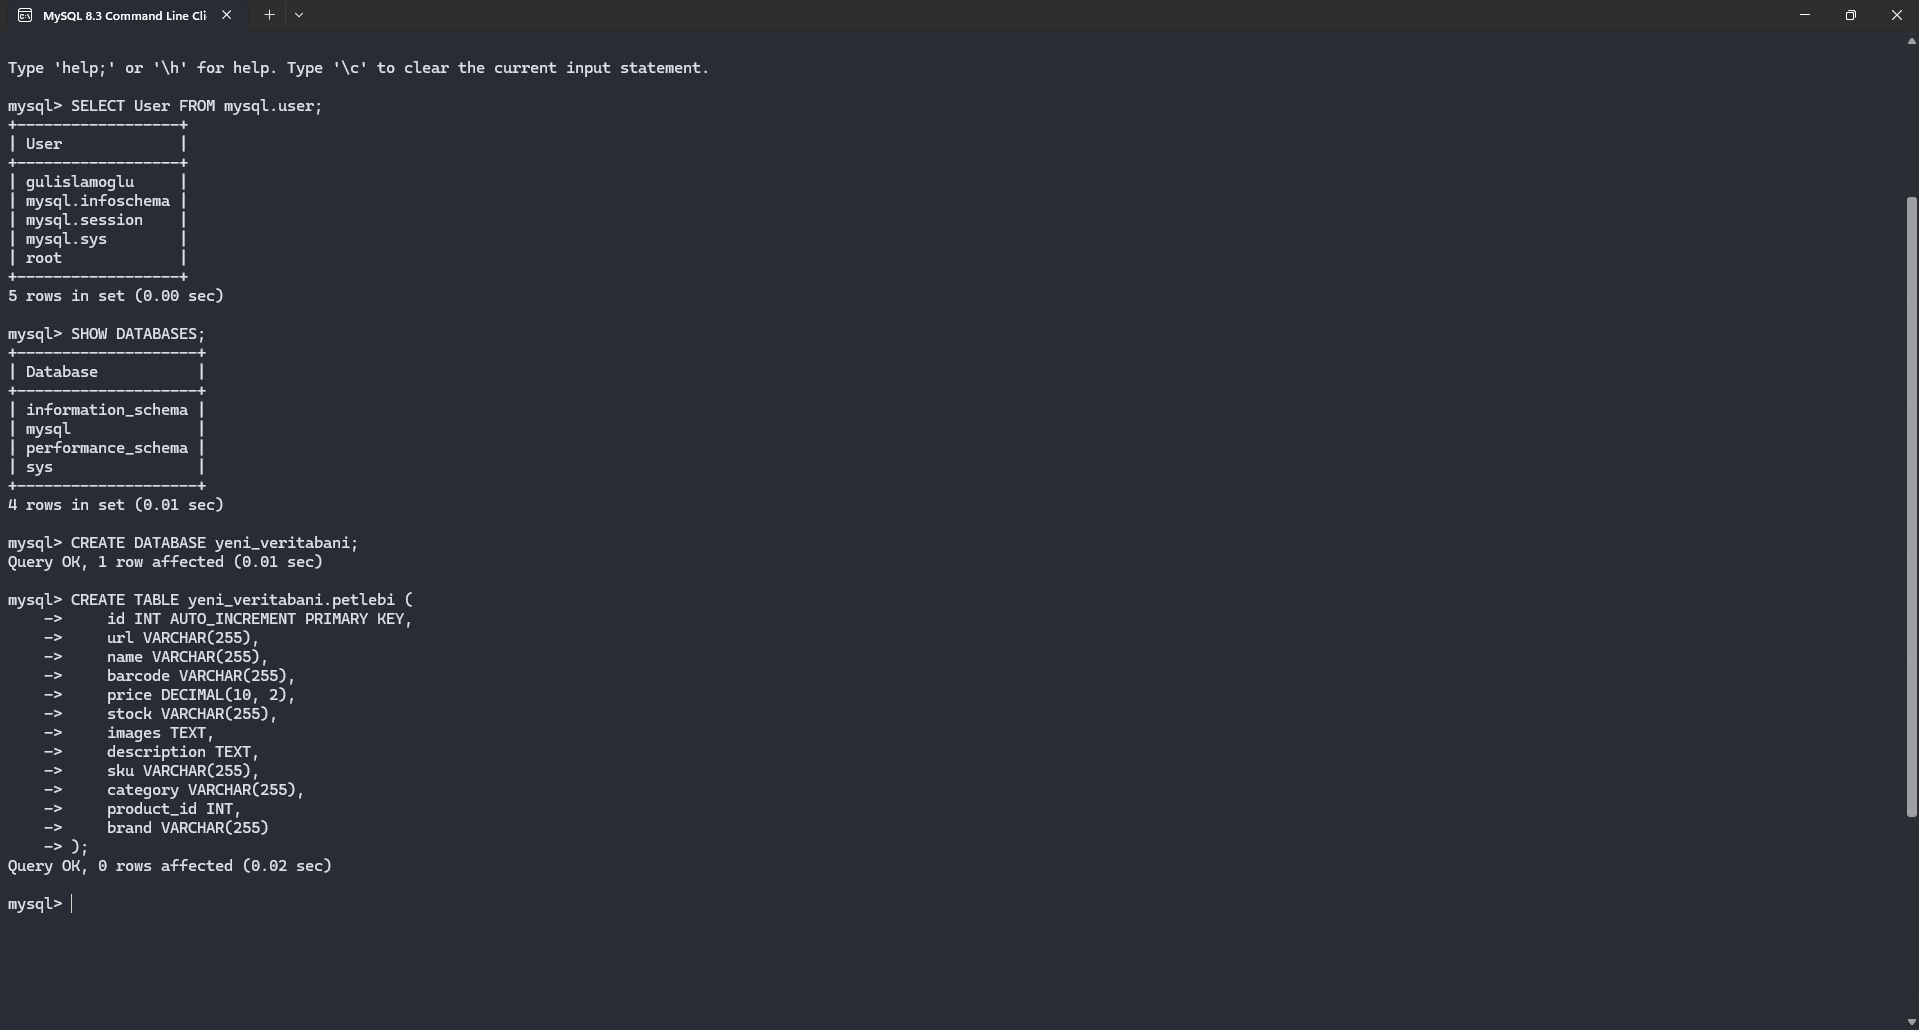 MySQL 8.3 Command Line Cli
Type 'help;' or '\h' for help. Type '\c' to clear the current input statement.
mysql> SELECT User FROM mysql.user;
+------------------+
| User             |
+------------------+
| gulislamoglu     |
| mysql.infoschema |
| mysql.session    |
| mysql.sys        |
| root             |
+------------------+
5 rows in set (0.00 sec)
mysql> SHOW DATABASES;
+--------------------+
| Database           |
+--------------------+
| information_schema |
| mysql              |
| performance_schema |
| sys                |
+--------------------+
4 rows in set (0.01 sec)
mysql> CREATE DATABASE yeni_veritabani;
Query OK, 1 row affected (0.01 sec)
mysql> CREATE TABLE yeni_veritabani.petlebi (
    ->     id INT AUTO_INCREMENT PRIMARY KEY,
    ->     url VARCHAR(255),
    ->     name VARCHAR(255),
    ->     barcode VARCHAR(255),
    ->     price DECIMAL(10, 2),
    ->     stock VARCHAR(255),
    ->     images TEXT,
    ->     description TEXT,
    ->     sku VARCHAR(255),
    ->     category VARCHAR(255),
    ->     product_id INT,
    ->     brand VARCHAR(255)
    -> );
Query OK, 0 rows affected (0.02 sec)
mysql>